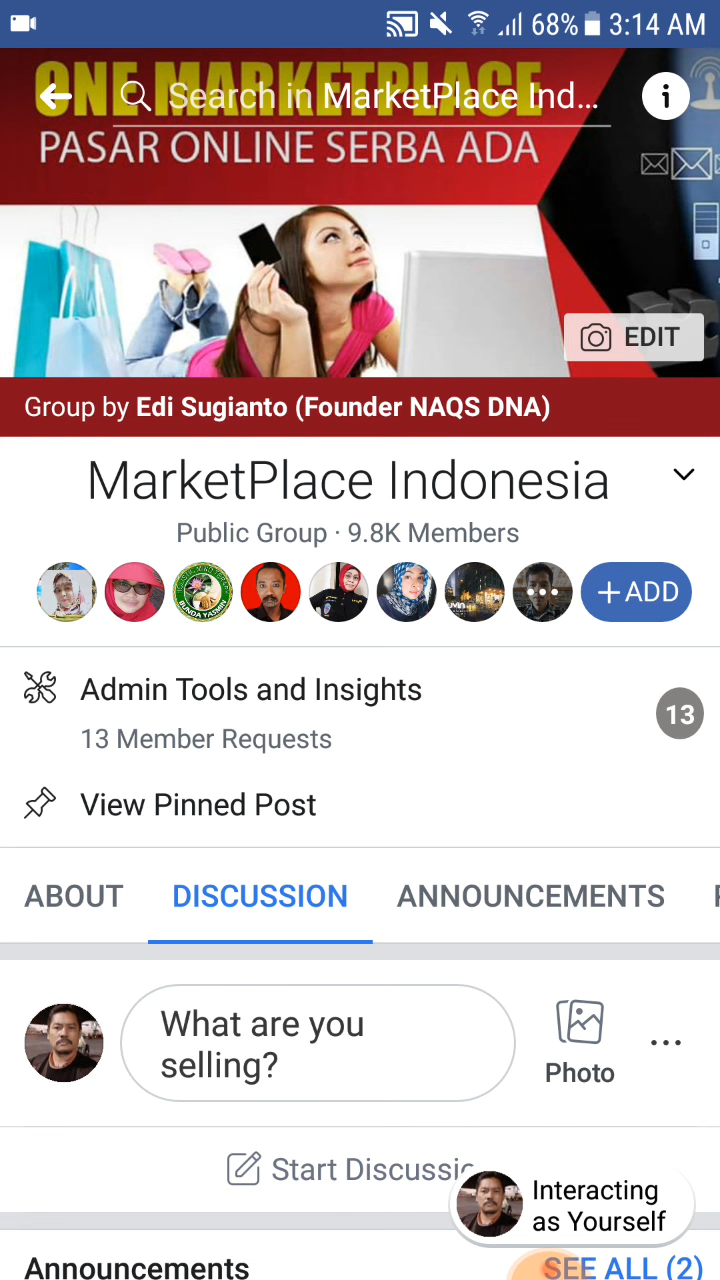 68% 3:14 AM
ONE MARKETPLACE
Search in MarketPlace Ind...
PASAR ONLINE SERBA ADA
EDIT
Group by Edi Sugianto (Founder NAQS DNA)
MarketPlace Indonesia
Public Group · 9.8K Members
BUNDA YASMIN
+ ADD
Admin Tools and Insights
13 Member Requests
13
View Pinned Post
ABOUT DISCUSSION ANNOUNCEMENTS
What are you
selling?
Photo
Start Discussic
Interacting
as Yourself
Announcements
SEE ALL (2)